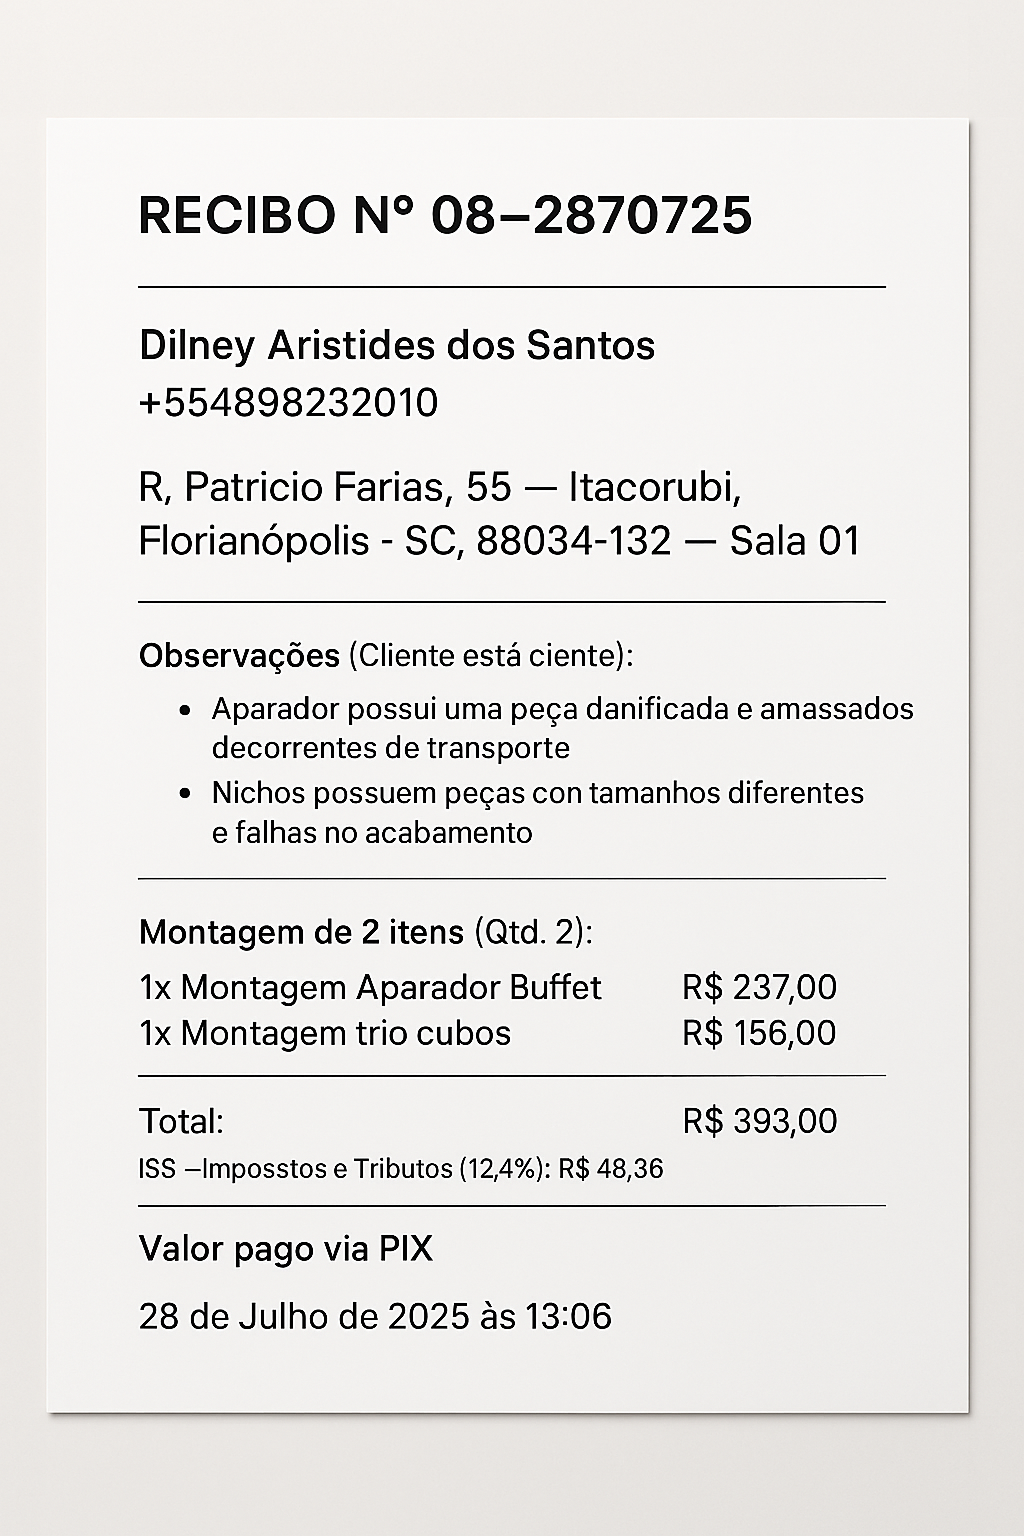 RECIBO Nº 08–2870725
Dilney Aristides dos Santos
+554898232010
R, Patricio Farias, 55 — Itacorubi,
Florianópolis - SC, 88034-132 — Sala 01
Observações (Cliente está ciente):
• Aparador possui uma peça danificada e amassados
decorrentes de transporte
• Nichos possuem peças con tamanhos diferentes
e falhas no acabamento
Montagem de 2 itens (Qtd. 2):
1x Montagem Aparador Buffet R$ 237,00
1x Montagem trio cubos R$ 156,00
Total: R$ 393,00
ISS –Imposstos e Tributos (12,4%): R$ 48,36
Valor pago via PIX
28 de Julho de 2025 às 13:06